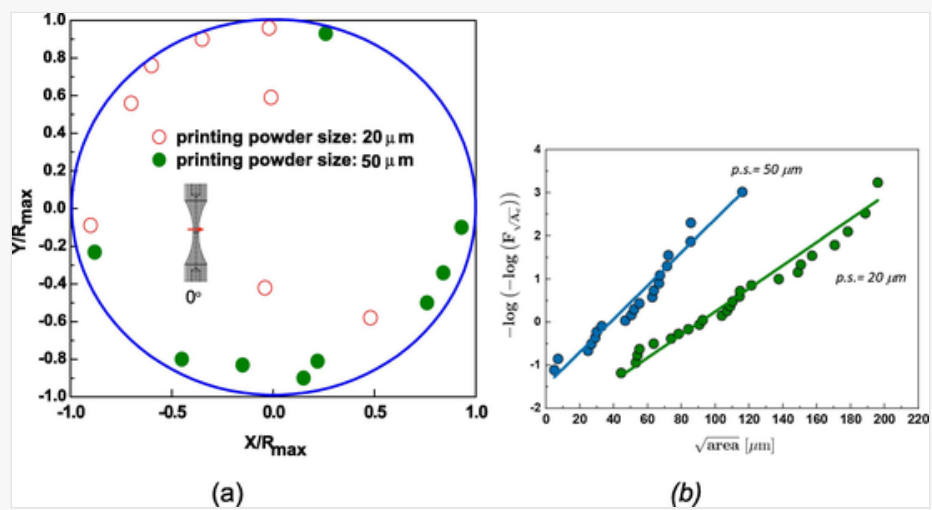 1.0
0.8
0.6
0.4
0.2
0.0
-0.2
-0.4
-0.6
-0.8
1.0
Y/Rmax
printing powder size: 20 μm
printing powder size: 50 μm
0°
-1.0 -0.5 0.0 0.5 1.0
X/Rmax
(a)
4
3
2
1
0
-1
-2
−log (−log (F√Ac))
p.s.= 50 μm
p.s.= 20 μm
0 20 40 60 80 100 120 140 160 180 200 220
√area [μm]
(b)